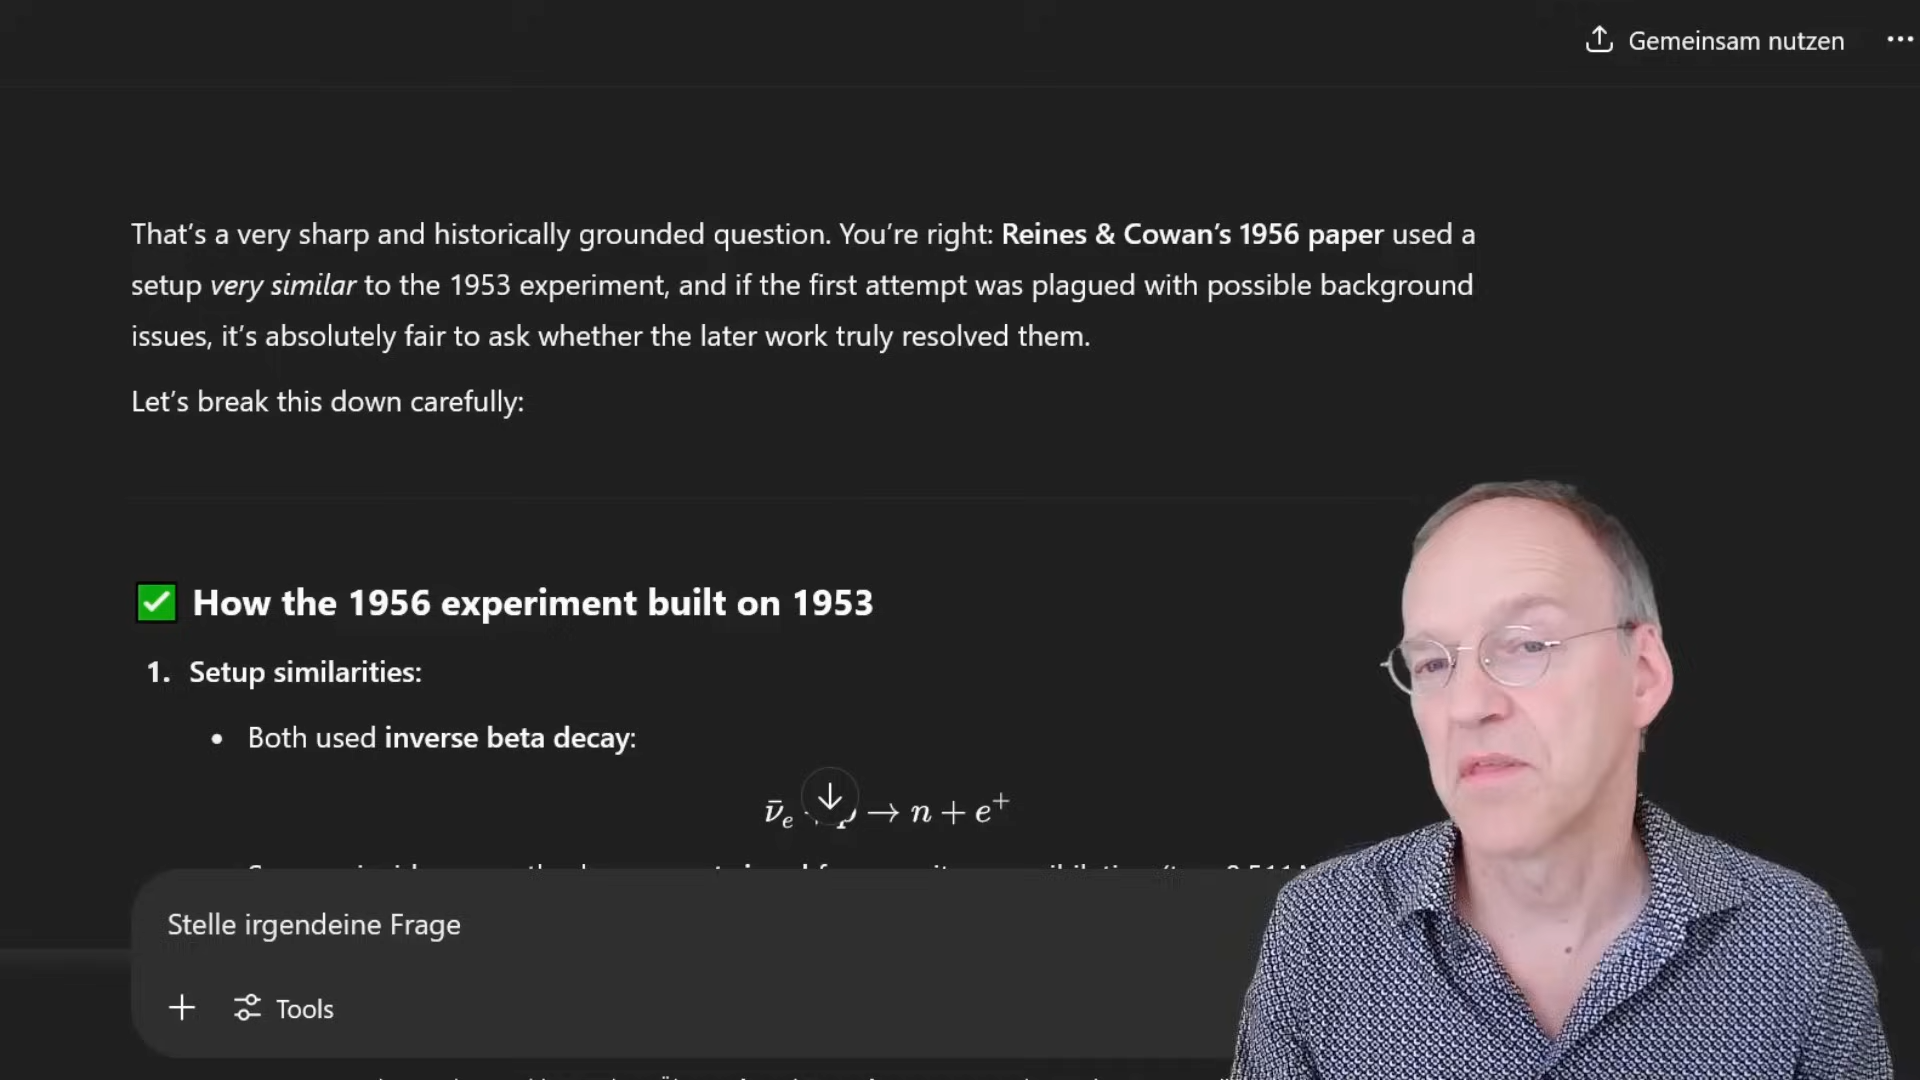 Gemeinsam nutzen
That's a very sharp and historically grounded question. You're right: Reines & Cowan's 1956 paper used a
setup very similar to the 1953 experiment, and if the first attempt was plagued with possible background
issues, it's absolutely fair to ask whether the later work truly resolved them.
Let's break this down carefully:
How the 1956 experiment built on 1953
1. Setup similarities:
• Both used inverse beta decay:
ν̄e → n + e⁺
Stelle irgendeine Frage
Tools